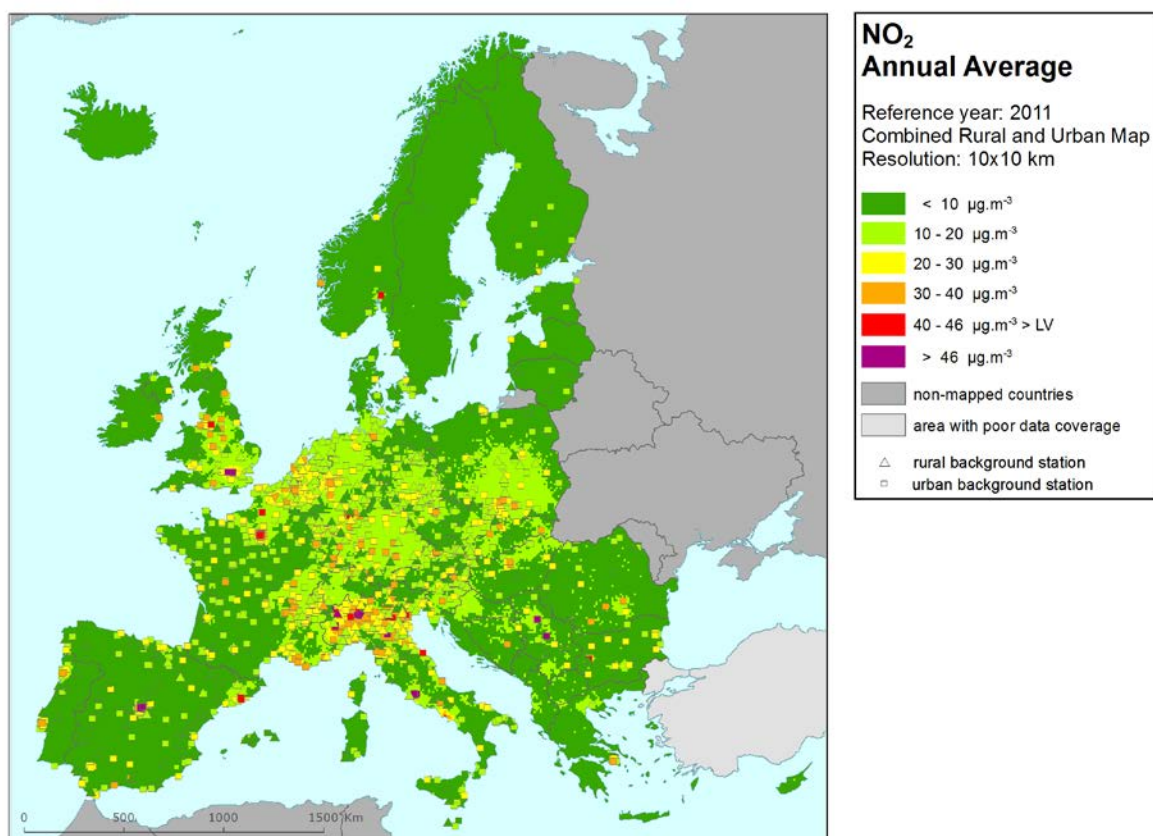 NO₂
Annual Average
Reference year: 2011
Combined Rural and Urban Map
Resolution: 10x10 km
< 10 µg.m⁻³
10 - 20 µg.m⁻³
20 - 30 µg.m⁻³
30 - 40 µg.m⁻³
40 - 46 µg.m⁻³ > LV
> 46 µg.m⁻³
non-mapped countries
area with poor data coverage
rural background station
urban background station
0 500 1000 1500 Km